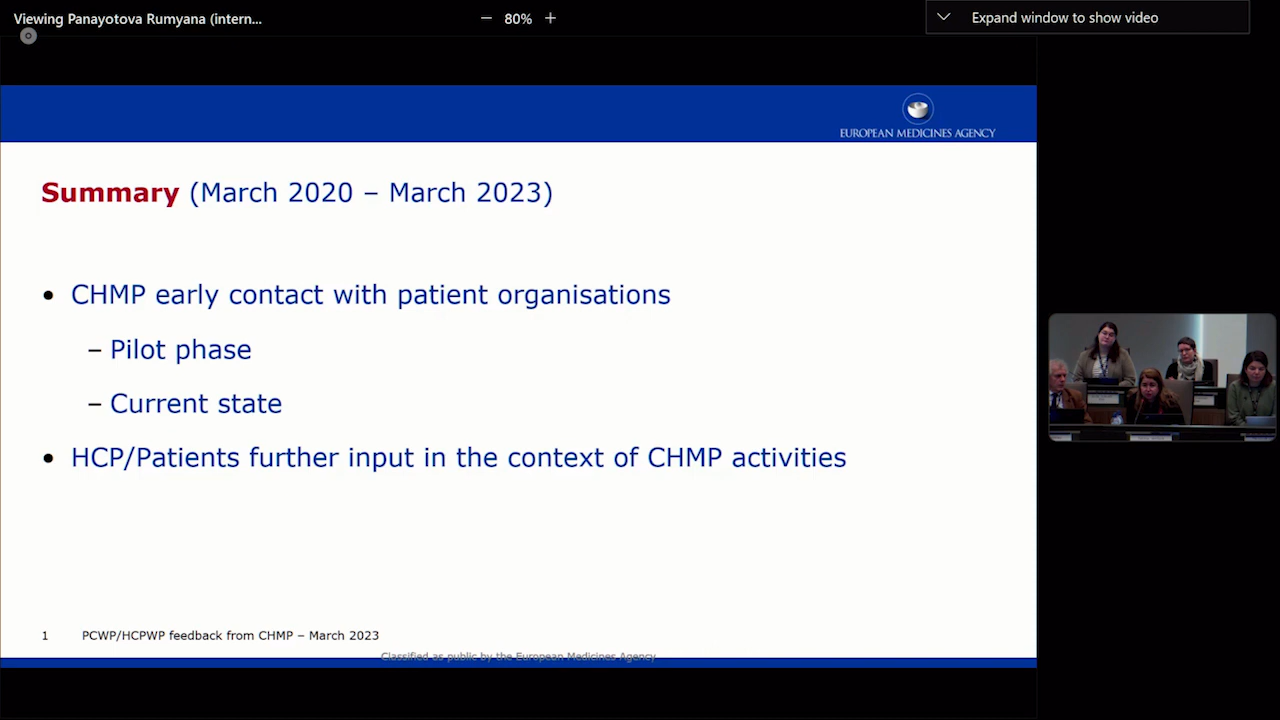 Viewing Panayotova Rumyana (intern...
80%
Expand window to show video
EUROPEAN MEDICINES AGENCY
Summary (March 2020 – March 2023)
• CHMP early contact with patient organisations
– Pilot phase
– Current state
• HCP/Patients further input in the context of CHMP activities
1 PCWP/HCPWP feedback from CHMP – March 2023
Classified as public by the European Medicines Agency